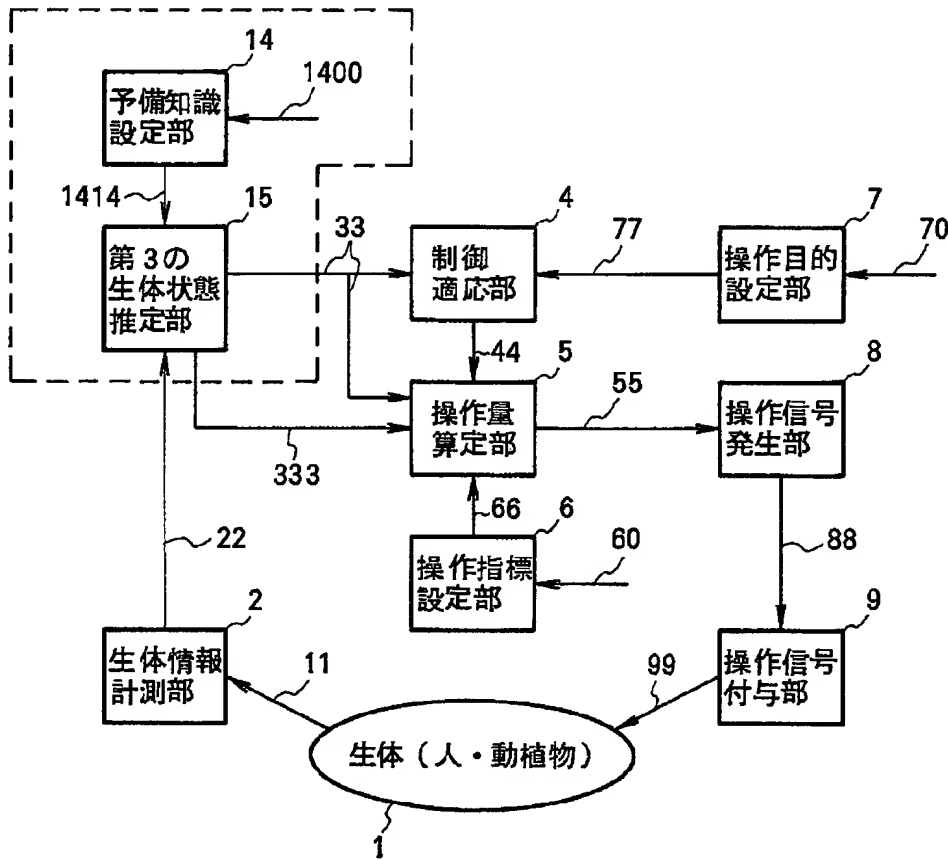 14
予備知識
設定部
1400
1414
15
第3の
生体状態
推定部
33
4
制御
適応部
77
7
操作目的
設定部
70
44
5
操作量
算定部
55
8
操作信号
発生部
333
22
66
6
操作指標
設定部
60
88
2
生体情報
計測部
11
9
操作信号
付与部
99
生体(人・動植物)
1